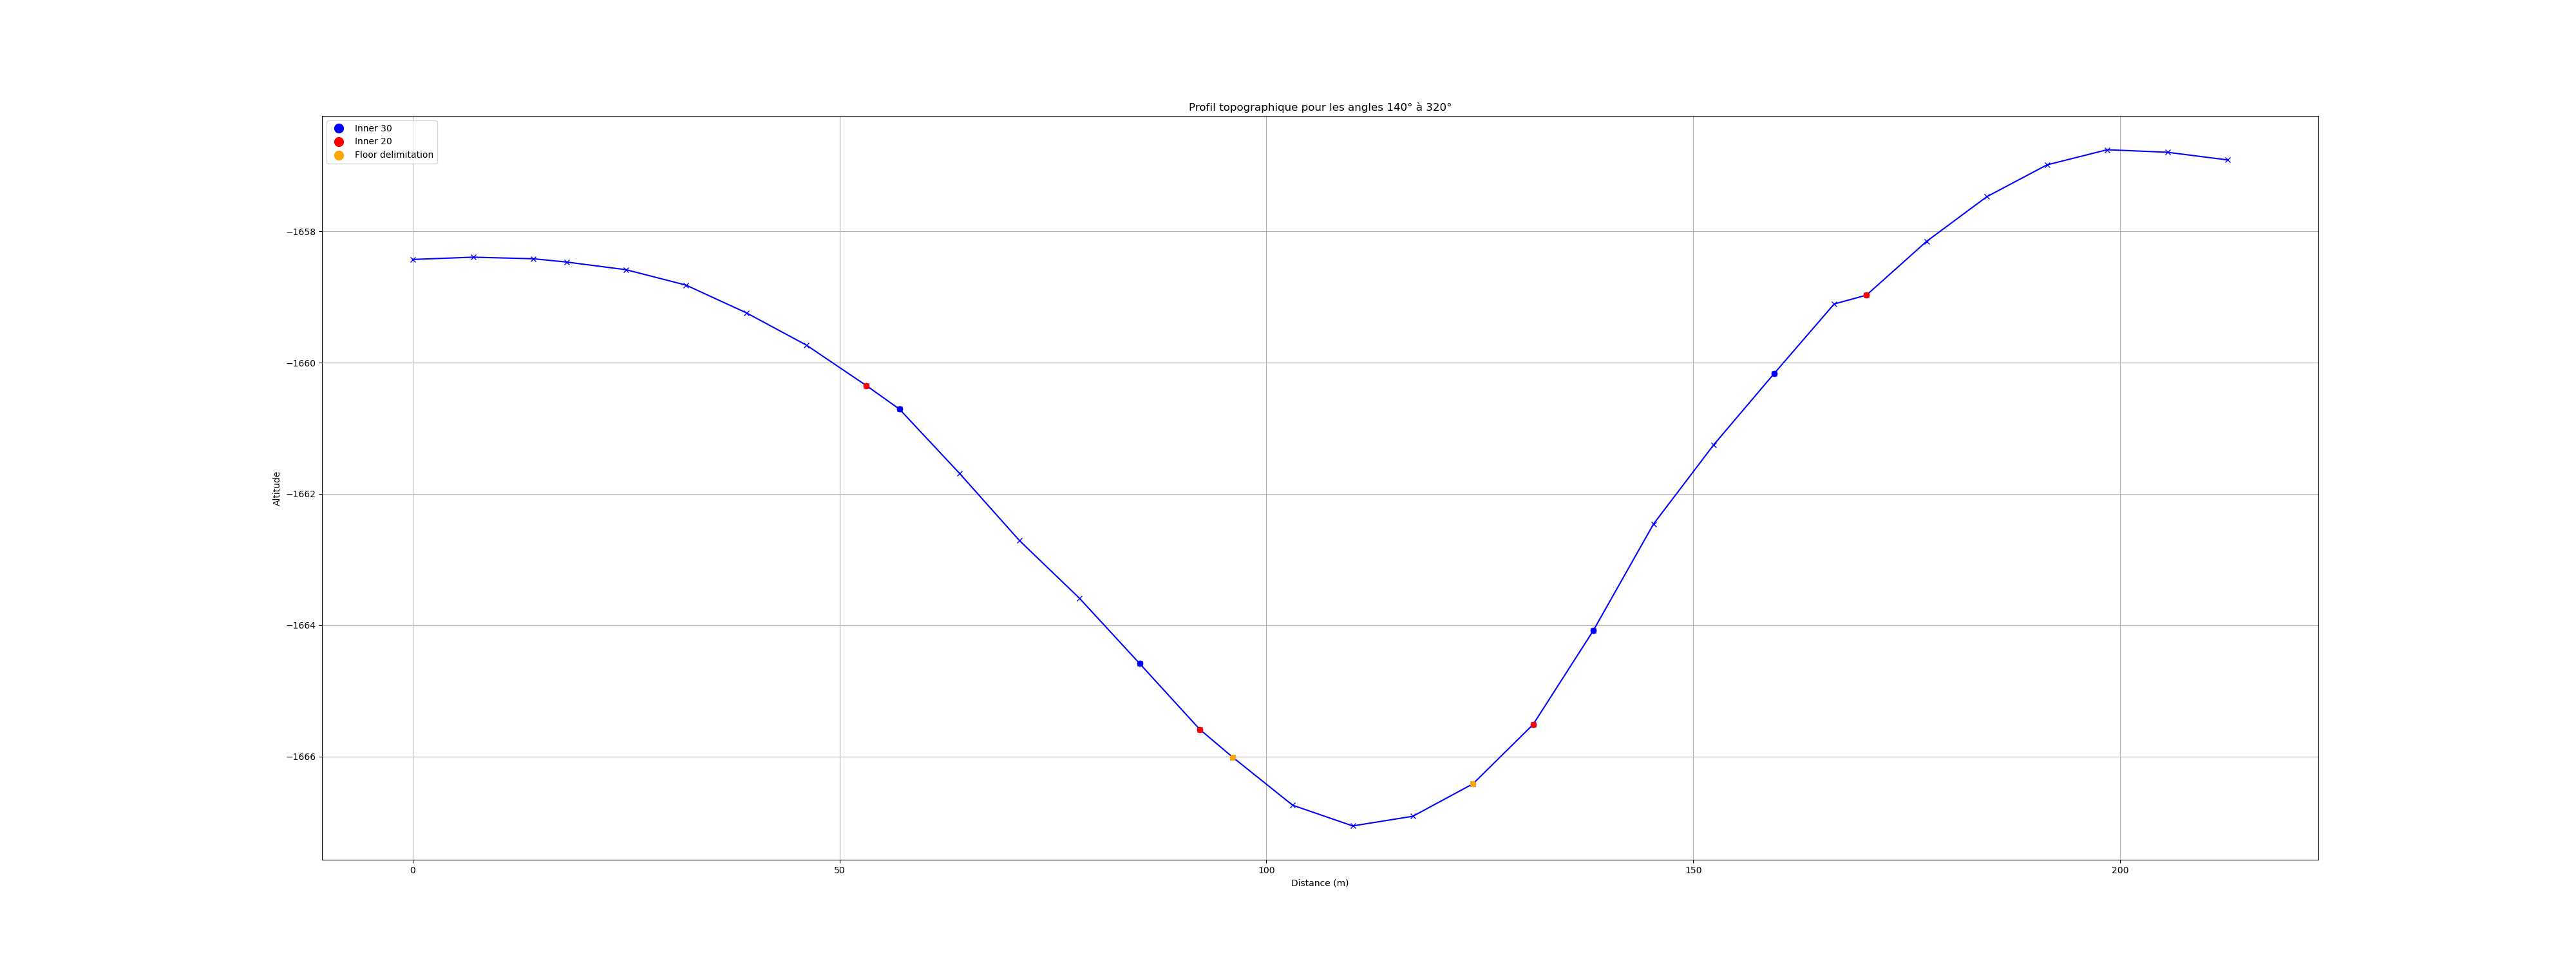 Profil topographique pour les angles 140° à 320°
Inner 30
Inner 20
Floor delimitation
−1658
−1660
−1662
−1664
−1666
Altitude
0 50 100 150 200
Distance (m)